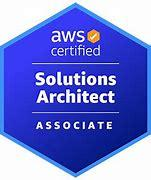 aws
certified
Solutions
Architect
ASSOCIATE